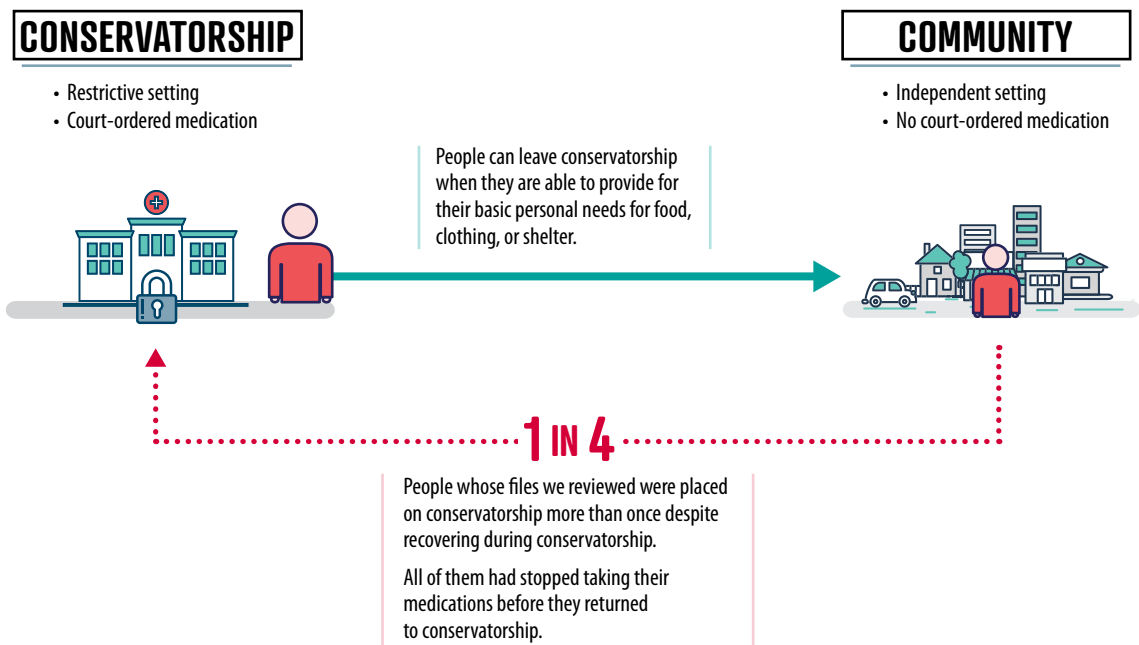 CONSERVATORSHIP
• Restrictive setting
• Court-ordered medication
COMMUNITY
• Independent setting
• No court-ordered medication
People can leave conservatorship
when they are able to provide for
their basic personal needs for food,
clothing, or shelter.
1 IN 4
People whose files we reviewed were placed
on conservatorship more than once despite
recovering during conservatorship.
All of them had stopped taking their
medications before they returned
to conservatorship.